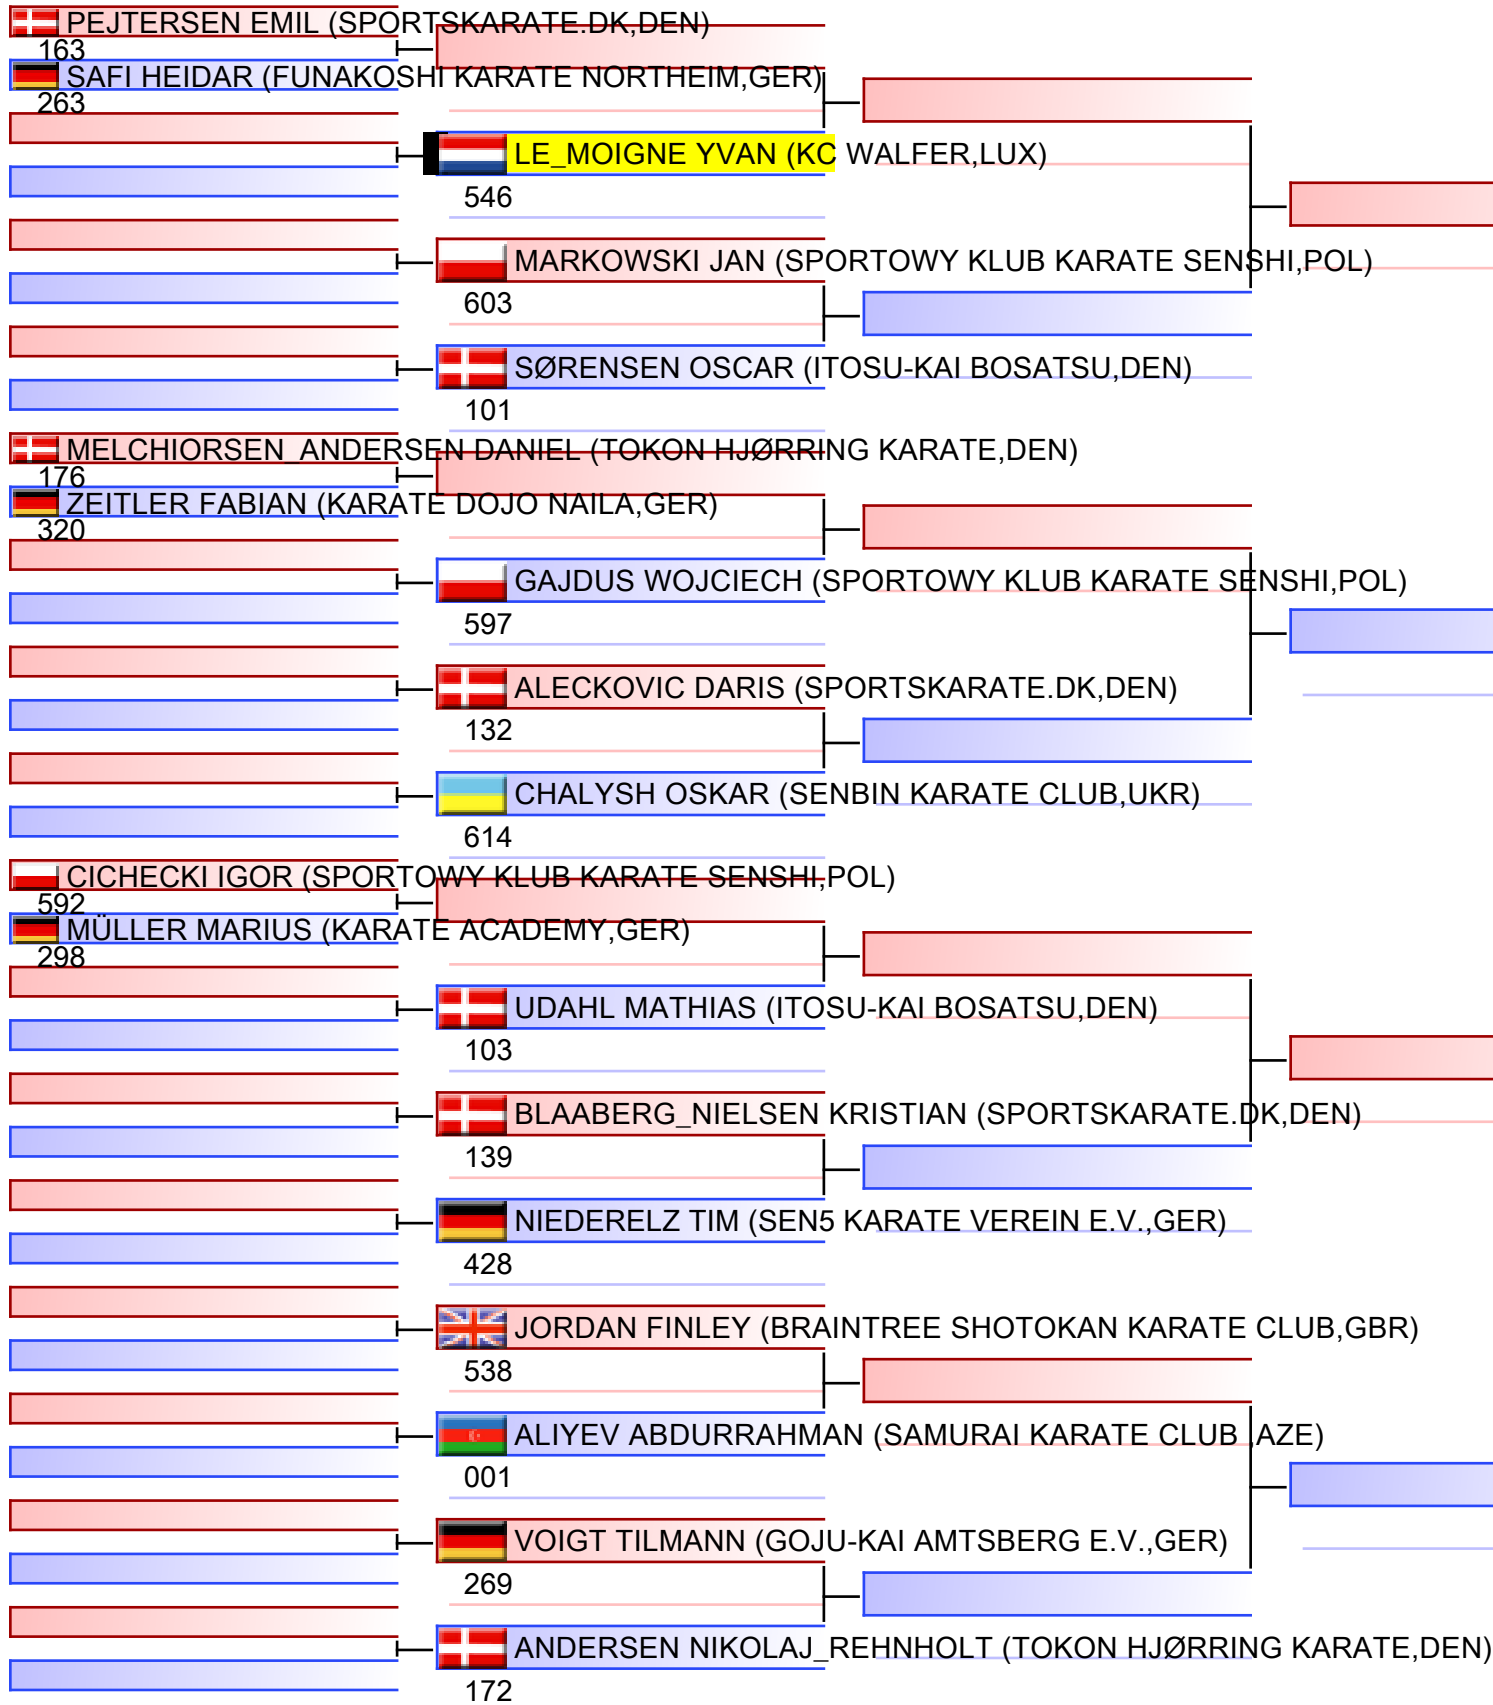 PEJTERSEN EMIL (SPORTSKARATE.DK,DEN)
163
SAFI HEIDAR (FUNAKOSHI KARATE NORTHEIM,GER)
263
LE_MOIGNE YVAN (KC WALFER,LUX)
546
MARKOWSKI JAN (SPORTOWY KLUB KARATE SENSHI,POL)
603
SØRENSEN OSCAR (ITOSU-KAI BOSATSU,DEN)
101
MELCHIORSEN_ANDERSEN DANIEL (TOKON HJØRRING KARATE,DEN)
176
ZEITLER FABIAN (KARATE DOJO NAILA,GER)
320
GAJDUS WOJCIECH (SPORTOWY KLUB KARATE SENSHI,POL)
597
ALECKOVIC DARIS (SPORTSKARATE.DK,DEN)
132
CHALYSH OSKAR (SENBIN KARATE CLUB,UKR)
614
CICHECKI IGOR (SPORTOWY KLUB KARATE SENSHI,POL)
592
MÜLLER MARIUS (KARATE ACADEMY,GER)
298
UDAHL MATHIAS (ITOSU-KAI BOSATSU,DEN)
103
BLAABERG_NIELSEN KRISTIAN (SPORTSKARATE.DK,DEN)
139
NIEDERELZ TIM (SEN5 KARATE VEREIN E.V.,GER)
428
JORDAN FINLEY (BRAINTREE SHOTOKAN KARATE CLUB,GBR)
538
ALIYEV ABDURRAHMAN (SAMURAI KARATE CLUB ,AZE)
001
VOIGT TILMANN (GOJU-KAI AMTSBERG E.V.,GER)
269
ANDERSEN NIKOLAJ_REHNHOLT (TOKON HJØRRING KARATE,DEN)
172